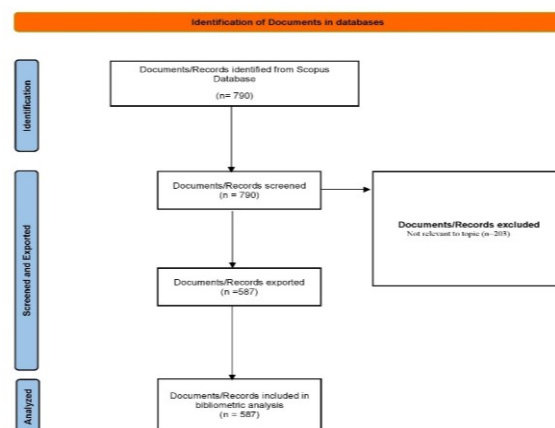 Identification of Documents in databases
Identification
Documents/Records identified from Scopus
Database
(n= 790)
Screened and Exported
Documents/Records screened
(n = 790)
Documents/Records excluded
Not relevant to topic (n=203)
Documents/Records exported
(n =587)
Analyzed
Documents/Records included in
bibliometric analysis
(n = 587)